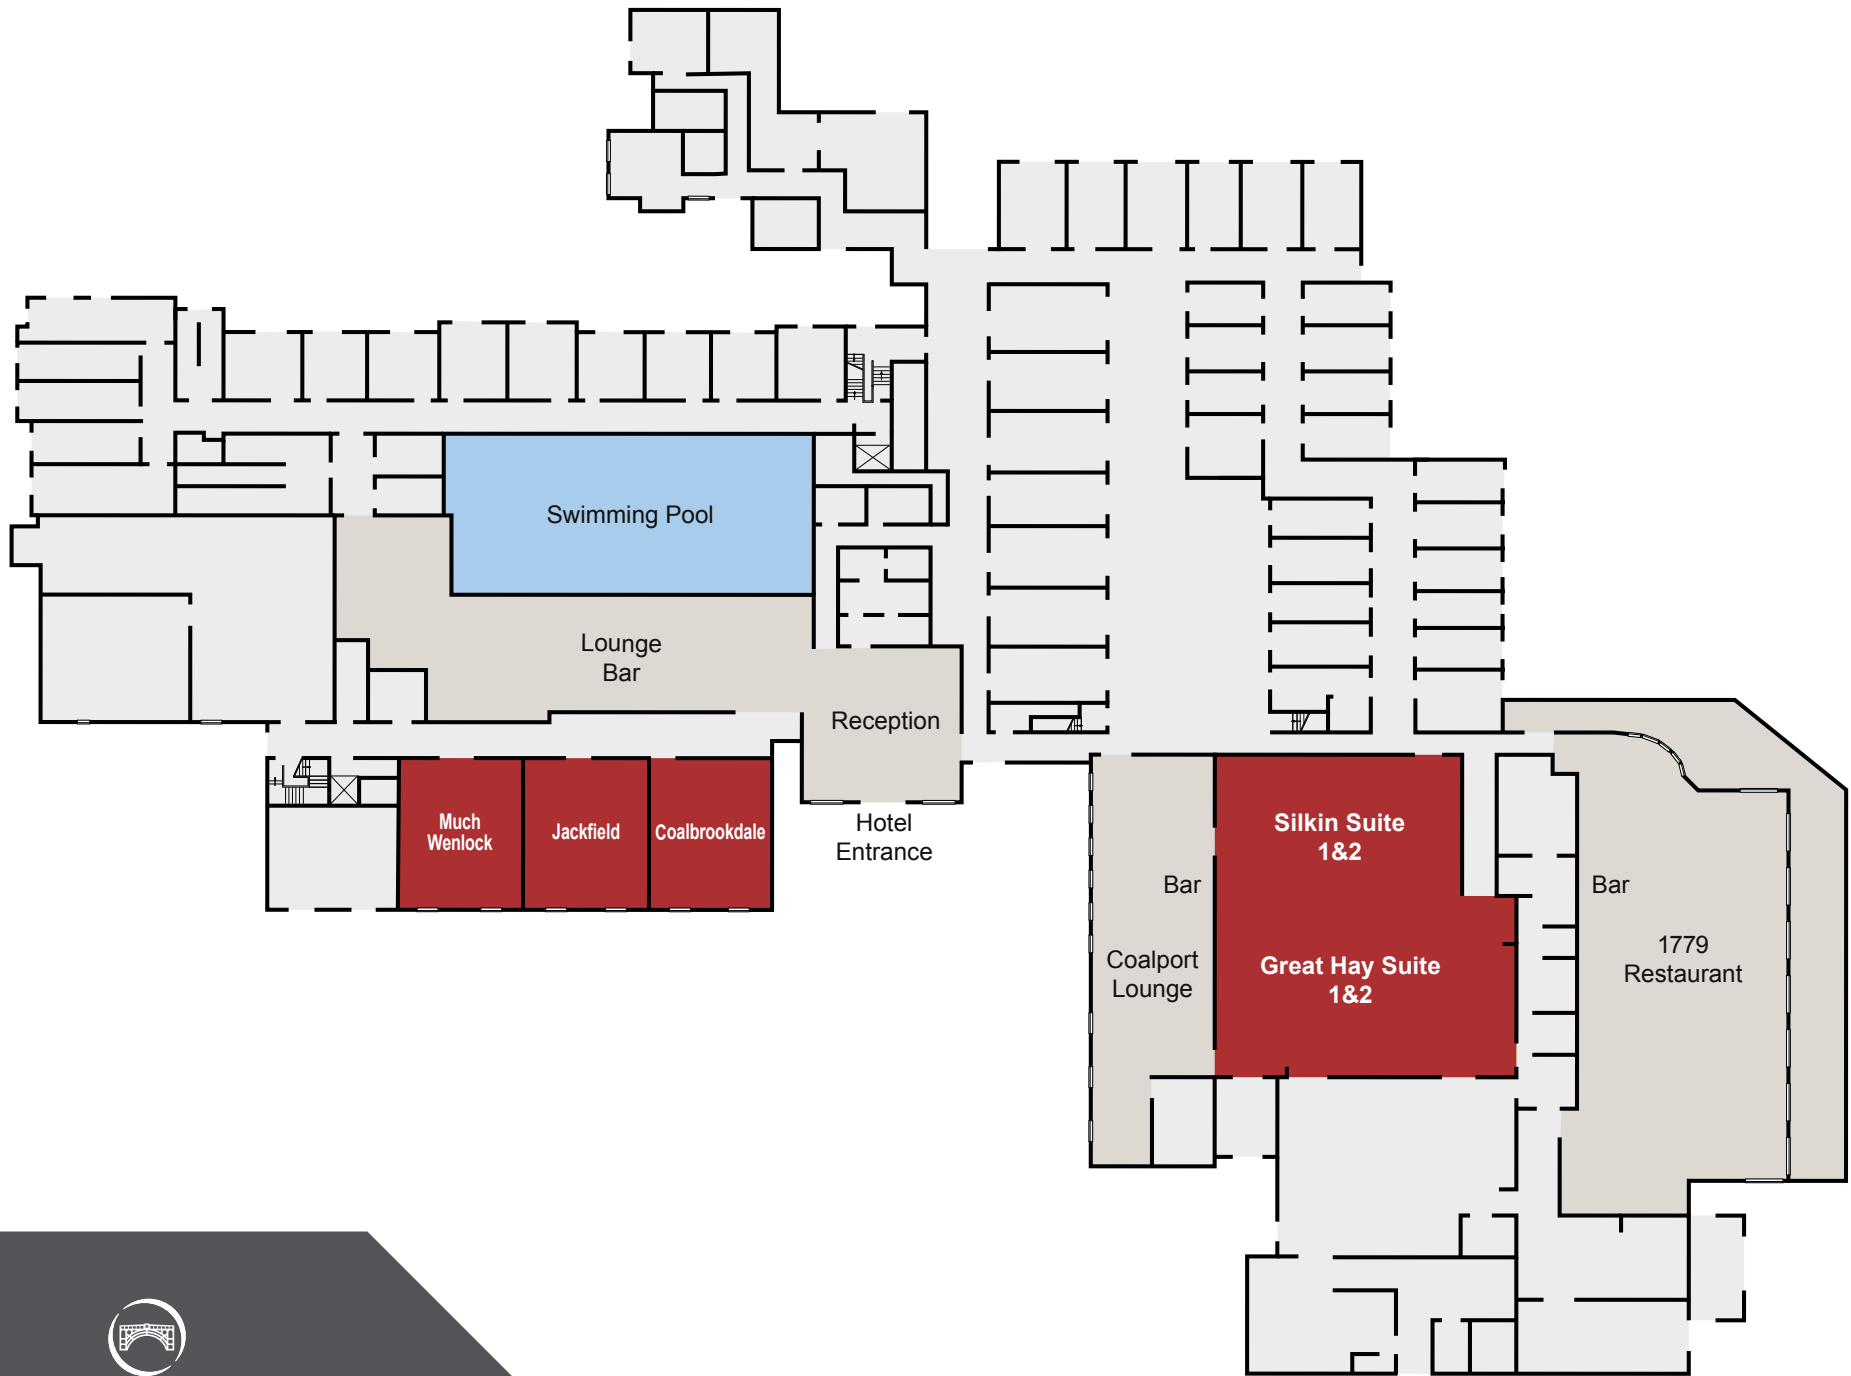 Swimming Pool
Lounge
Bar
Reception
Hotel
Entrance
Much
Wenlock
Jackfield
Coalbrookdale
Silkin Suite
1&2
Bar
Great Hay Suite
1&2
Coalport
Lounge
Bar
1779
Restaurant